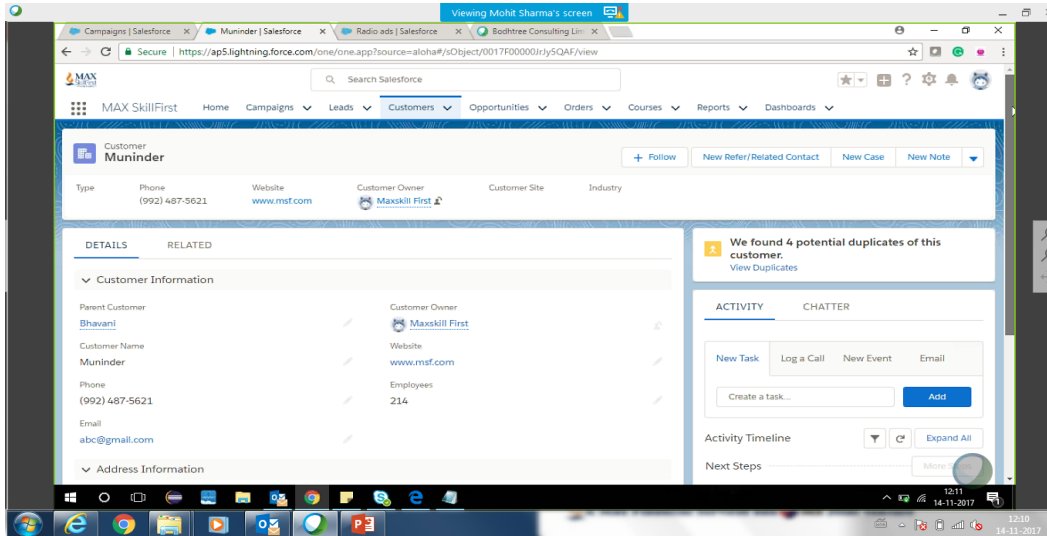 Viewing Mohit Sharma's screen
Campaigns | Salesforce
Muninder | Salesforce
Radio ads | Salesforce
Bodhtree Consulting Lim
Secure | https://ap5.lightning.force.com/one/one.app?source=aloha#/sObject/0017F00000JrJy5QAF/view
MAX
SkillFirst
Search Salesforce
MAX SkillFirst Home Campaigns Leads Customers Opportunities Orders Courses Reports Dashboards
Customer
Muninder
+ Follow New Refer/Related Contact New Case New Note
Type Phone Website Customer Owner Customer Site Industry
(992) 487-5621 www.msf.com Maxskill First
DETAILS RELATED
We found 4 potential duplicates of this
customer.
View Duplicates
Customer Information
Parent Customer Customer Owner
Bhavani Maxskill First
Customer Name Website
Muninder www.msf.com
Phone Employees
(992) 487-5621 214
Email
abc@gmail.com
Address Information
ACTIVITY CHATTER
New Task Log a Call New Event Email
Create a task... Add
Activity Timeline Expand All
Next Steps More Steps
12:11
14-11-2017
12:10
14-11-2017